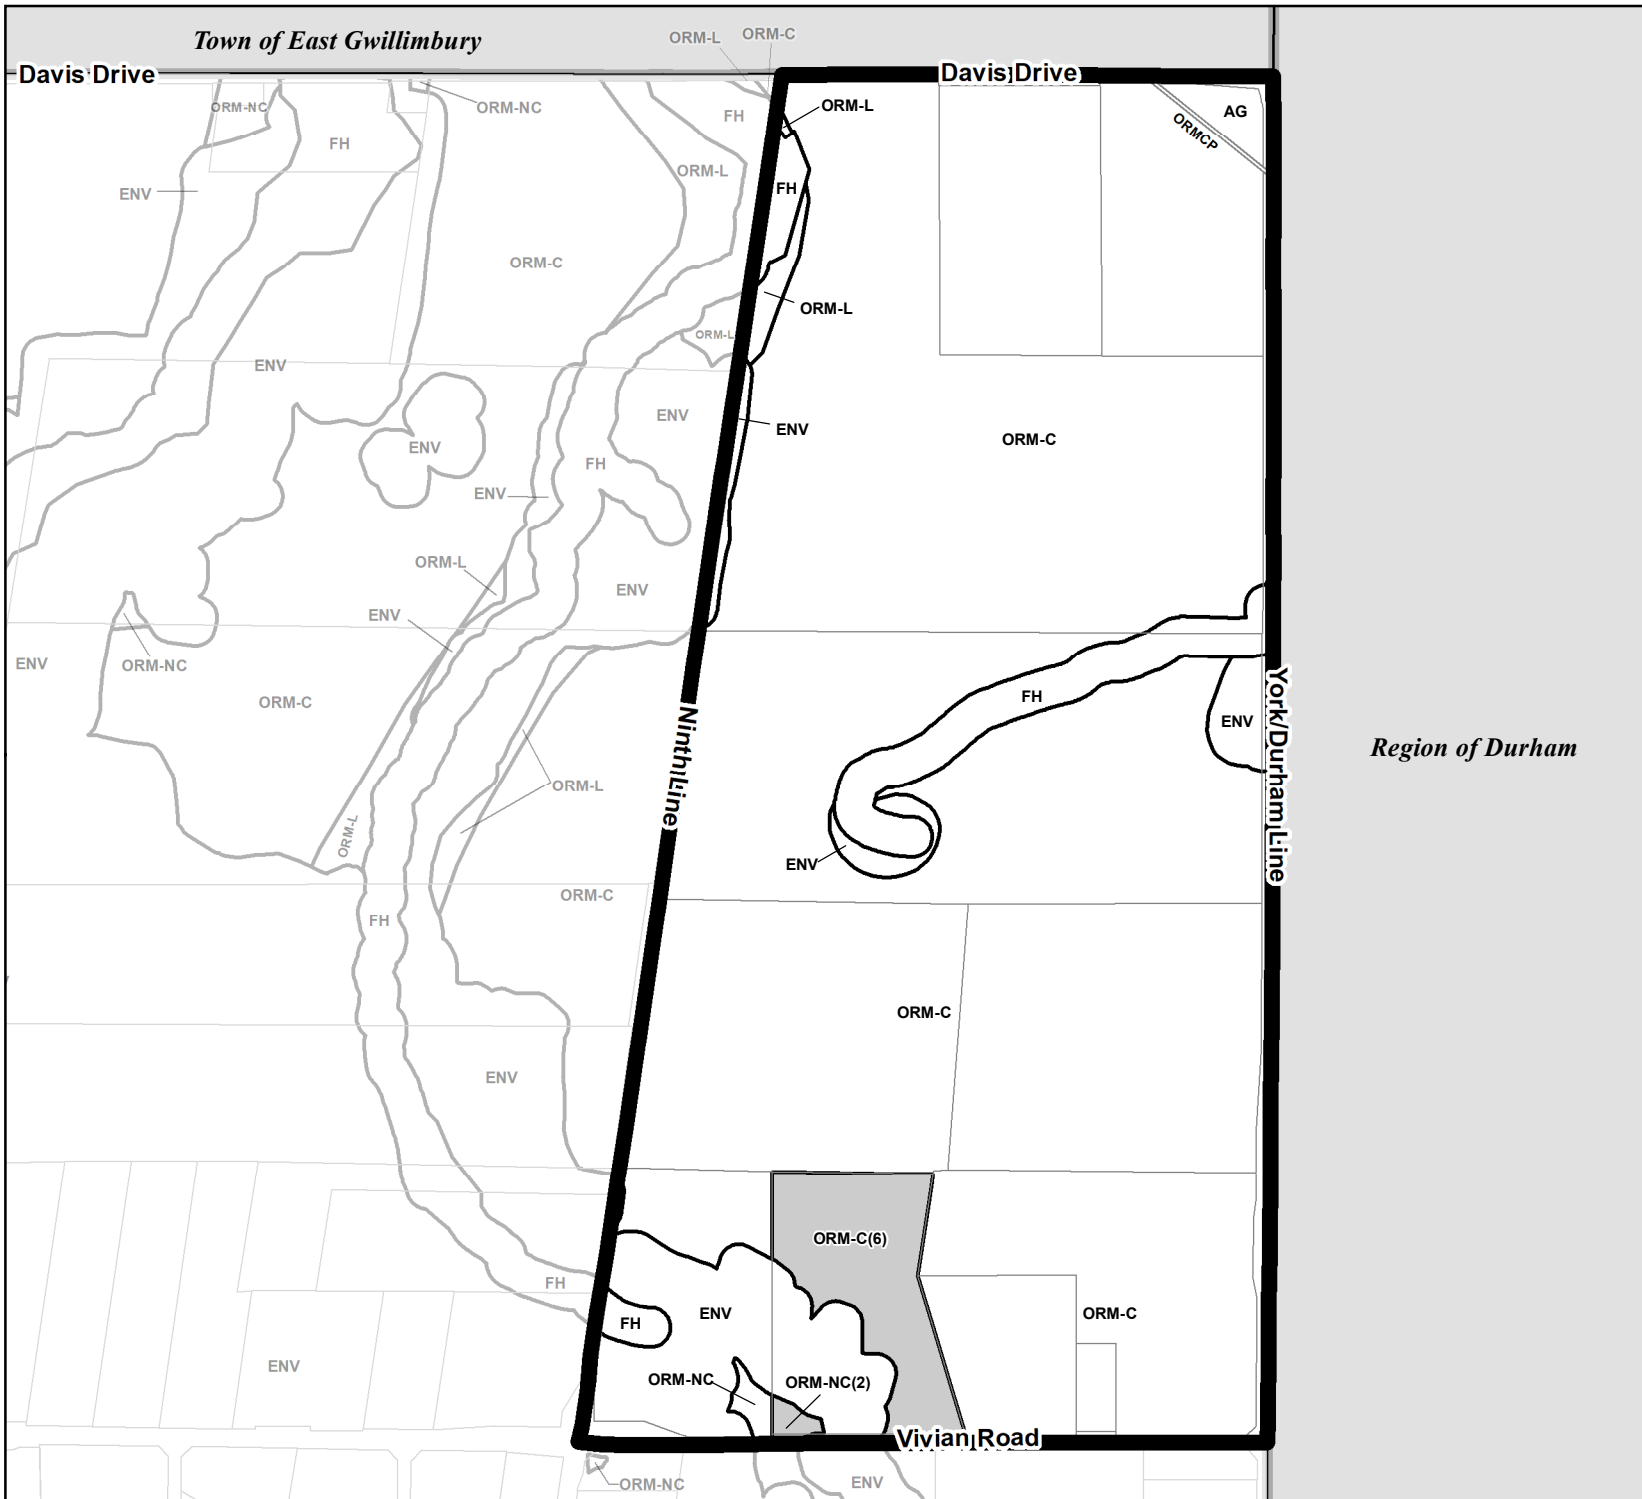 Town of East Gwillimbury
ORM-L
ORM-C
Davis Drive
Davis Drive
ORM-NC
ORM-NC
FH
ORM-L
AG
FH
ORMCP
ORM-L
FH
ENV
ORM-C
ORM-L
ORM-L
ENV
ENV
ENV
ORM-C
ENV
FH
ENV
ORM-L
ENV
ENV
ENV
ORM-NC
ORM-C
FH
ENV
Region of Durham
York/Durham Line
Ninth Line
ORM-L
ORM-L
ENV
ORM-C
FH
ORM-C
ENV
ORM-C(6)
FH
ENV
FH
ORM-C
ENV
ORM-NC
ORM-NC(2)
Vivian Road
ORM-NC
ENV